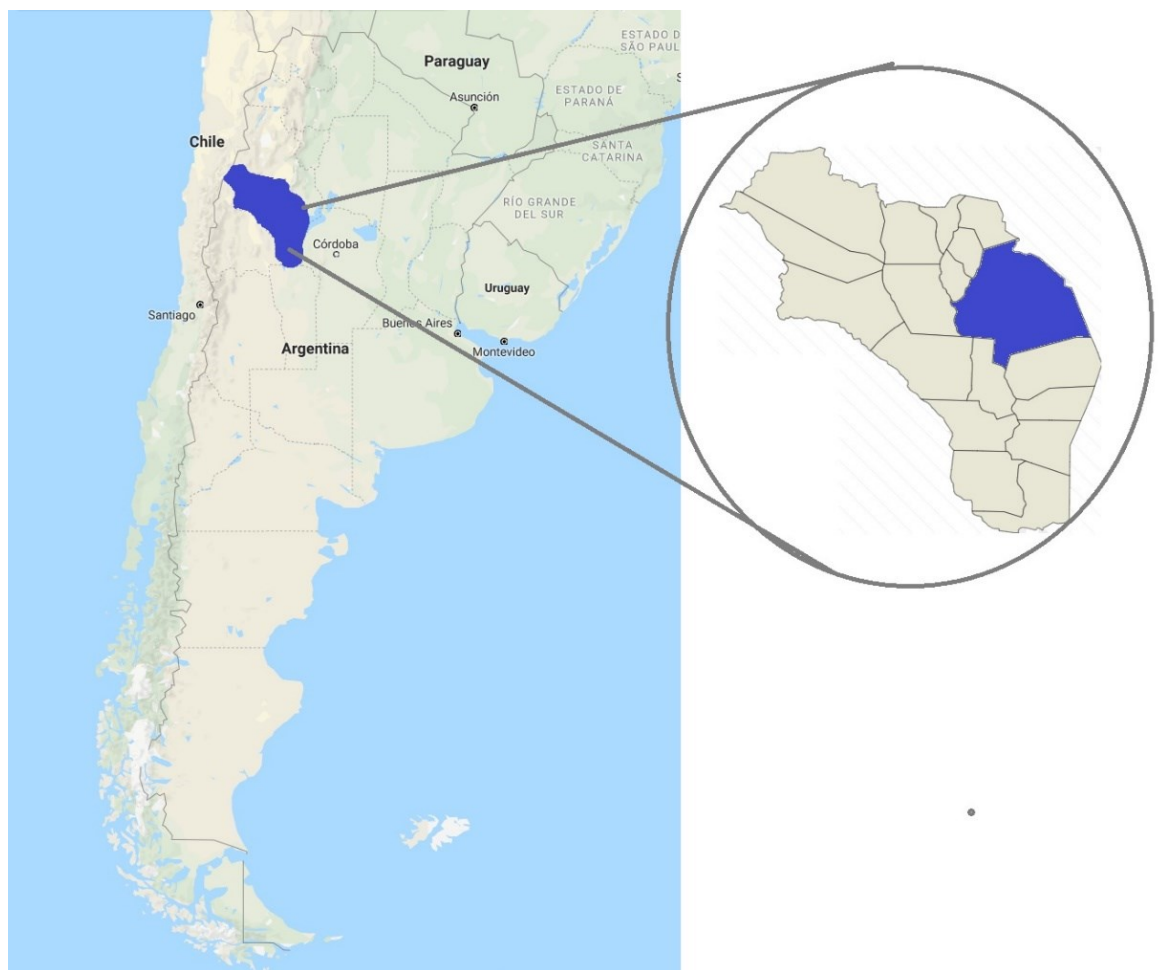 ESTADO D
SÃO PAUL
Paraguay
Asunción
ESTADO DE
PARANÁ
Chile
SANTA
CATARINA
RÍO GRANDE
DEL SUR
Córdoba
Uruguay
Santiago
Buenos Aires
Montevideo
Argentina